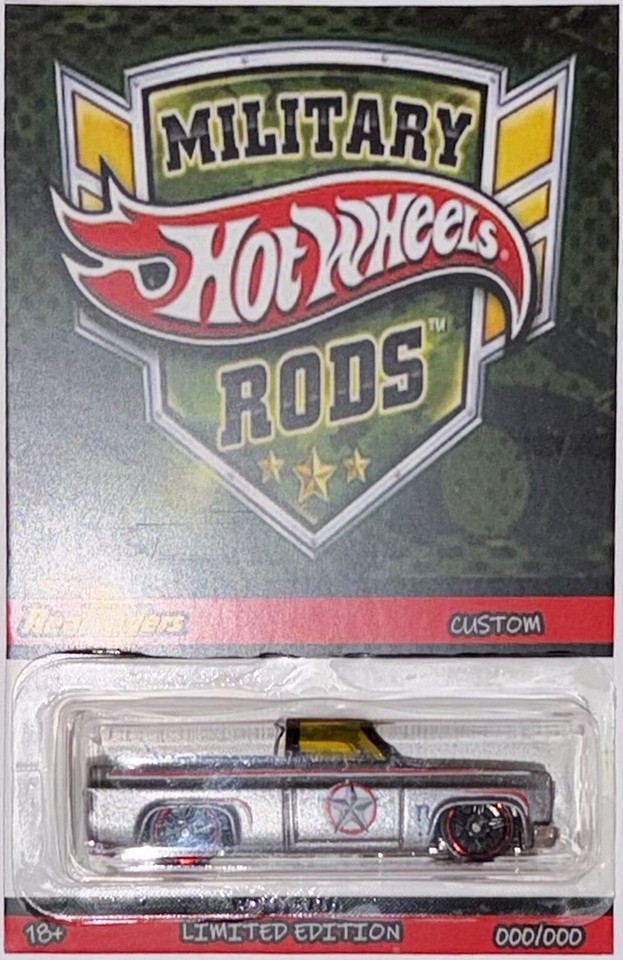 MILITARY
Hot Wheels®
RODS™
Real Riders
CUSTOM
18+
LIMITED EDITION
000/000